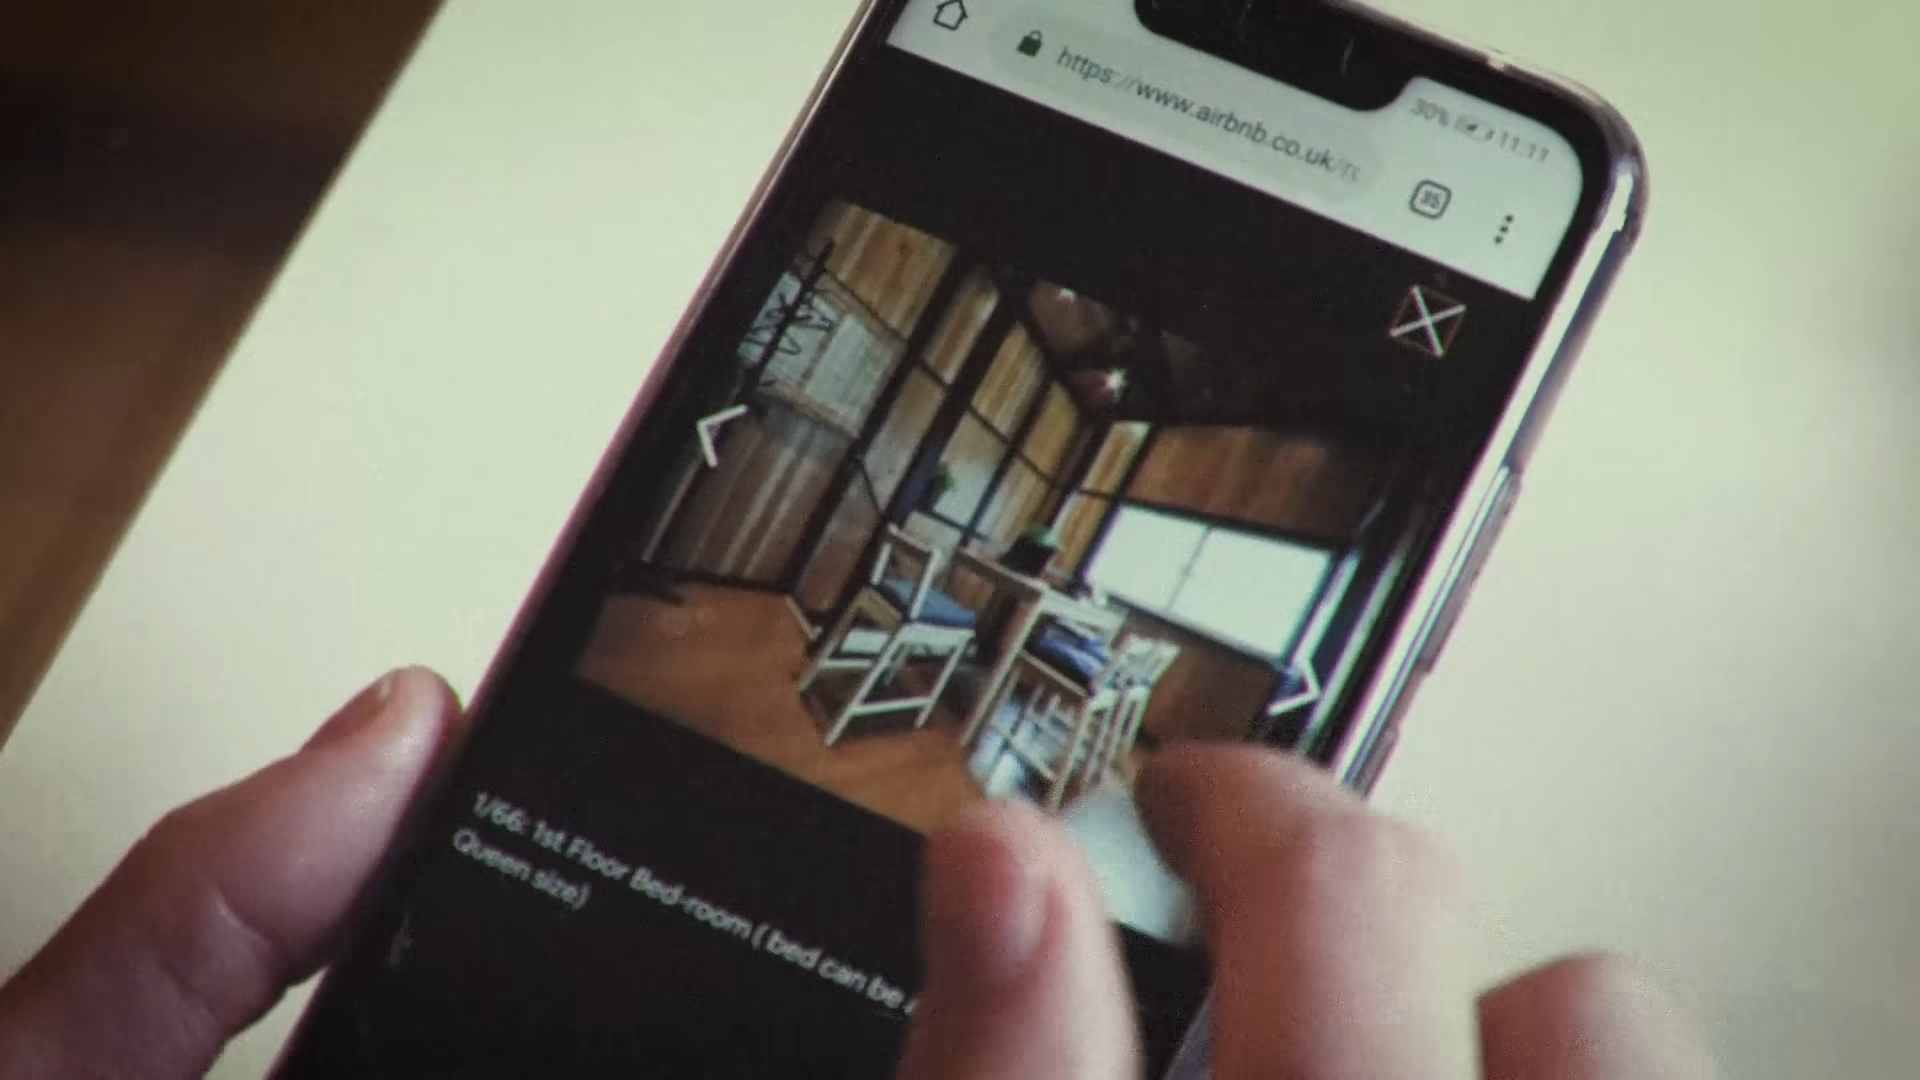 https://www.airbnb.co.uk/r
30% 11:11
35
1/66: 1st Floor Bed-room ( bed can be
Queen size)